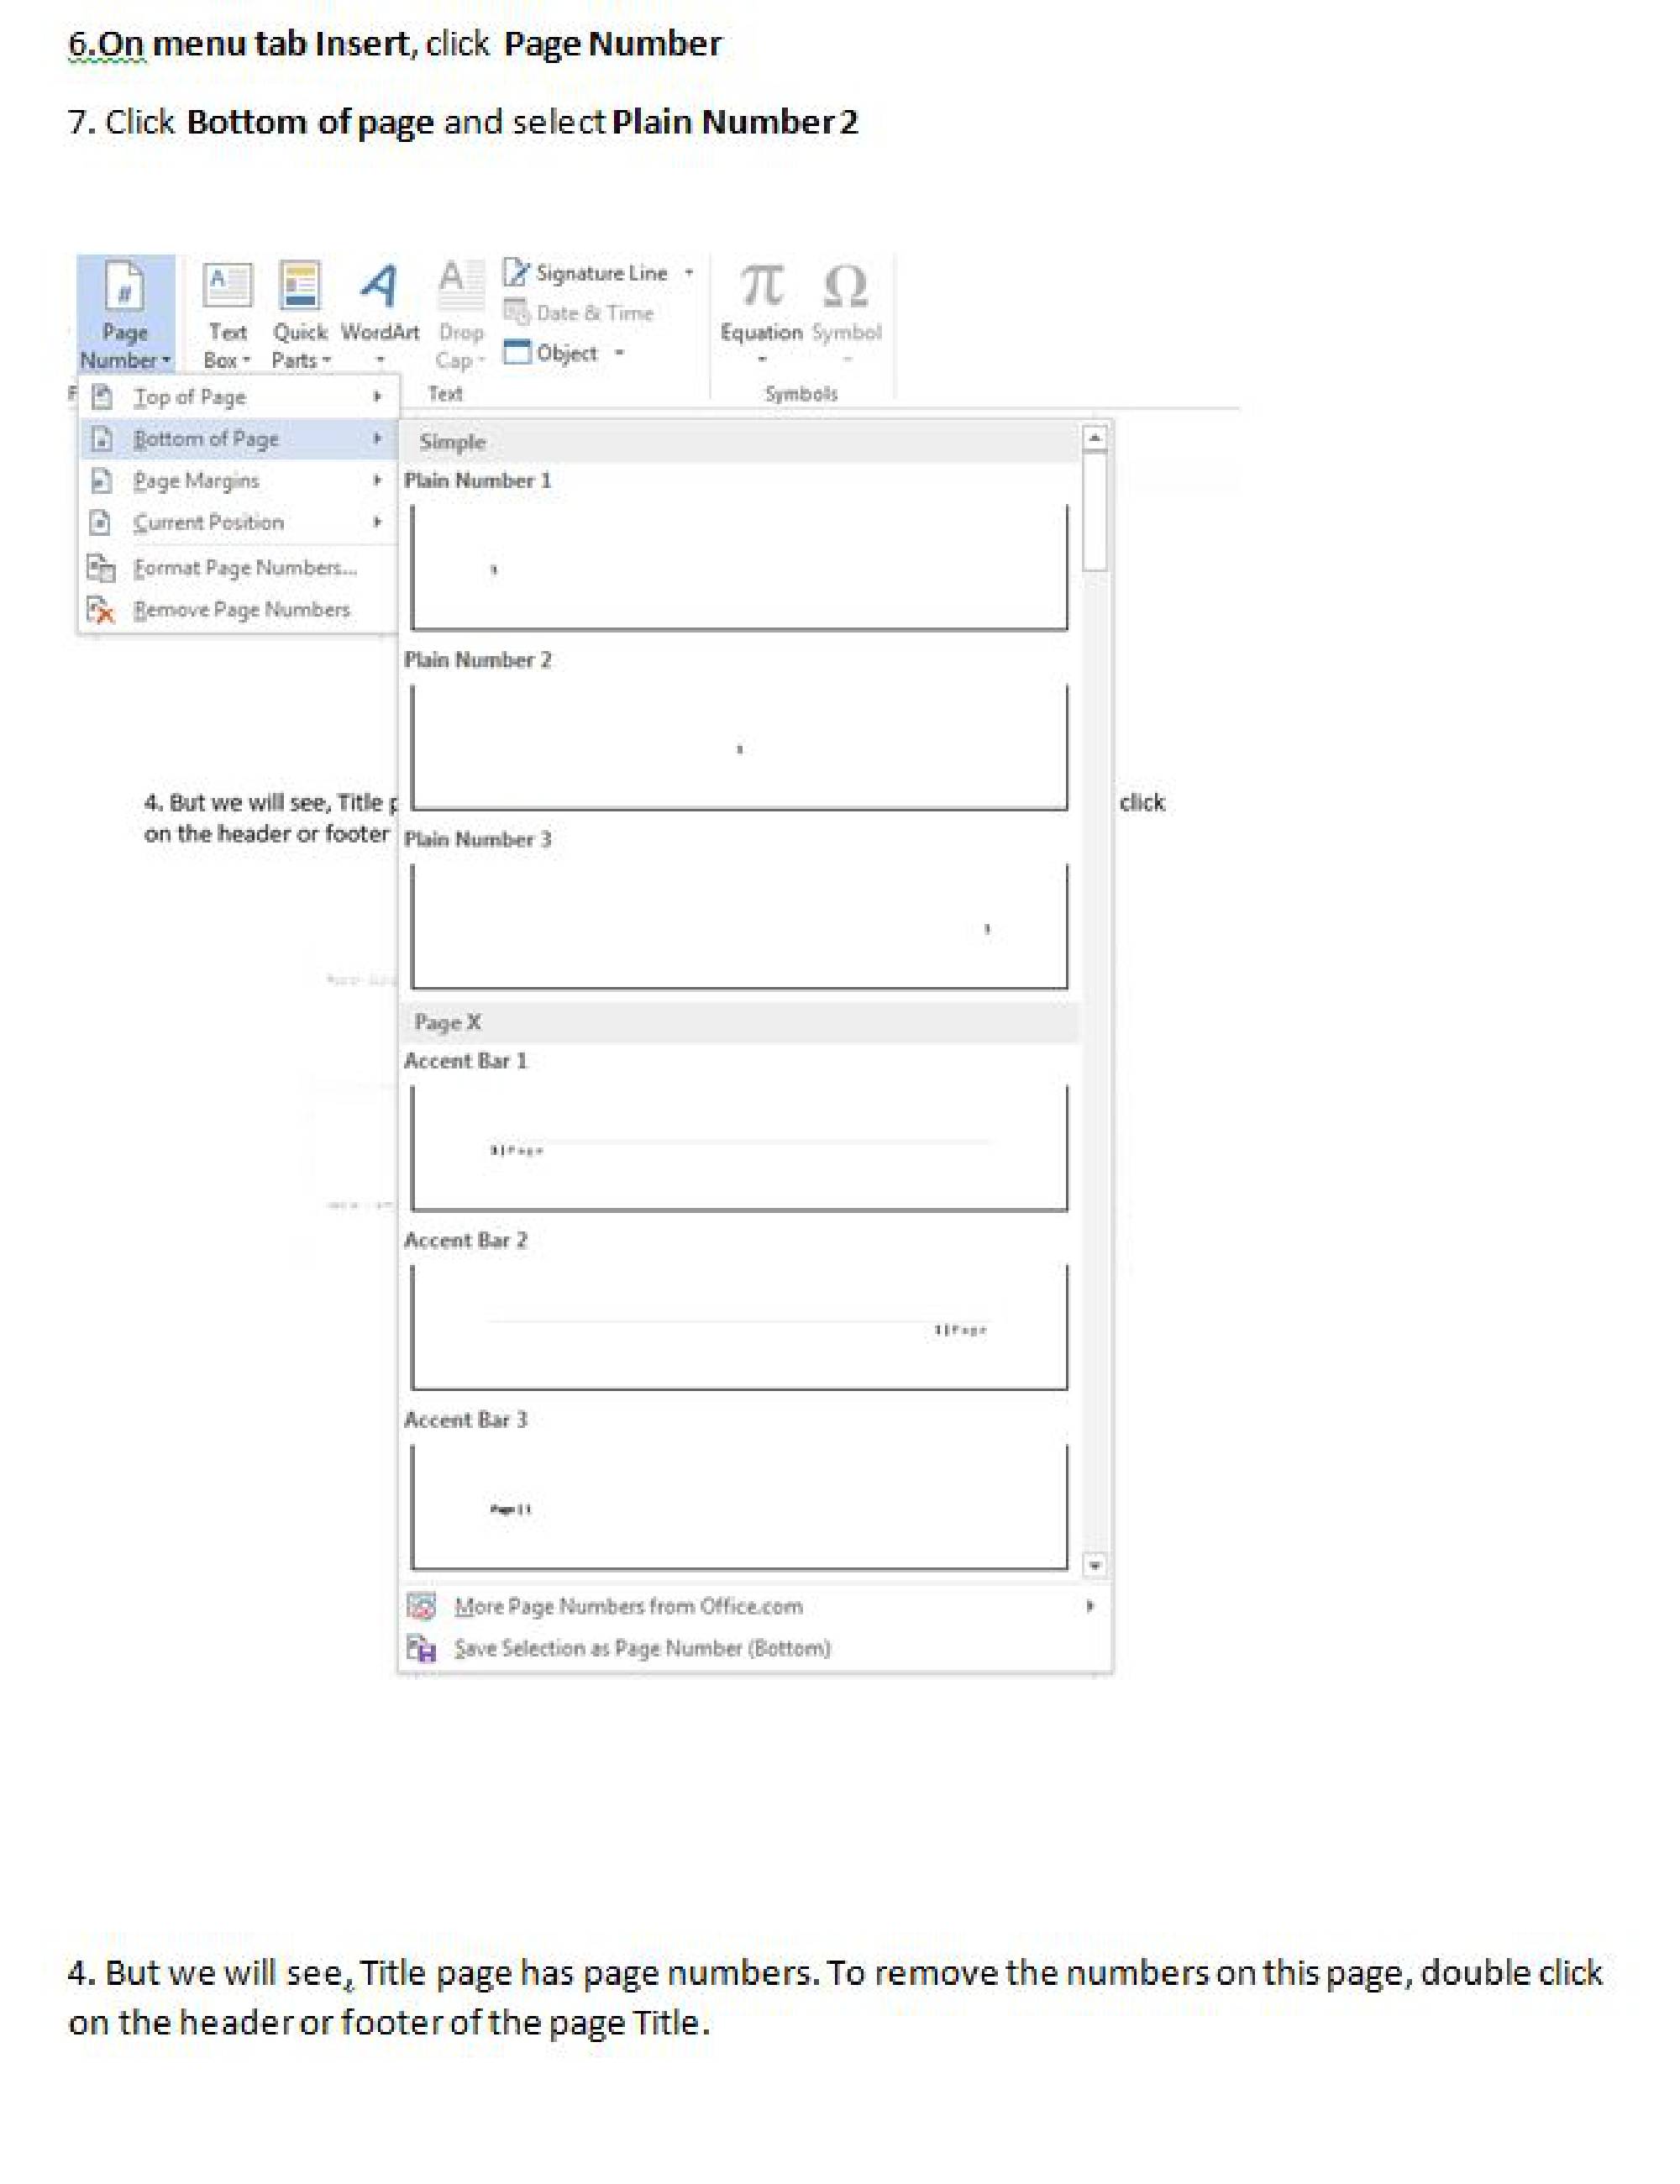 6.On menu tab Insert, click Page Number
7. Click Bottom of page and select Plain Number 2
Page Number
Text Box
Quick Parts
WordArt
Drop Cap
Signature Line
Date & Time
Object
Equation
Symbol
Text
Symbols
Top of Page
Bottom of Page
Page Margins
Current Position
Format Page Numbers...
Remove Page Numbers
Simple
Plain Number 1
1
Plain Number 2
1
4. But we will see, Title p
click
on the header or footer
Plain Number 3
1
Page X
Accent Bar 1
1|Page
Accent Bar 2
1|Page
Accent Bar 3
Page|1
More Page Numbers from Office.com
Save Selection as Page Number (Bottom)
4. But we will see, Title page has page numbers. To remove the numbers on this page, double click
on the header or footer of the page Title.